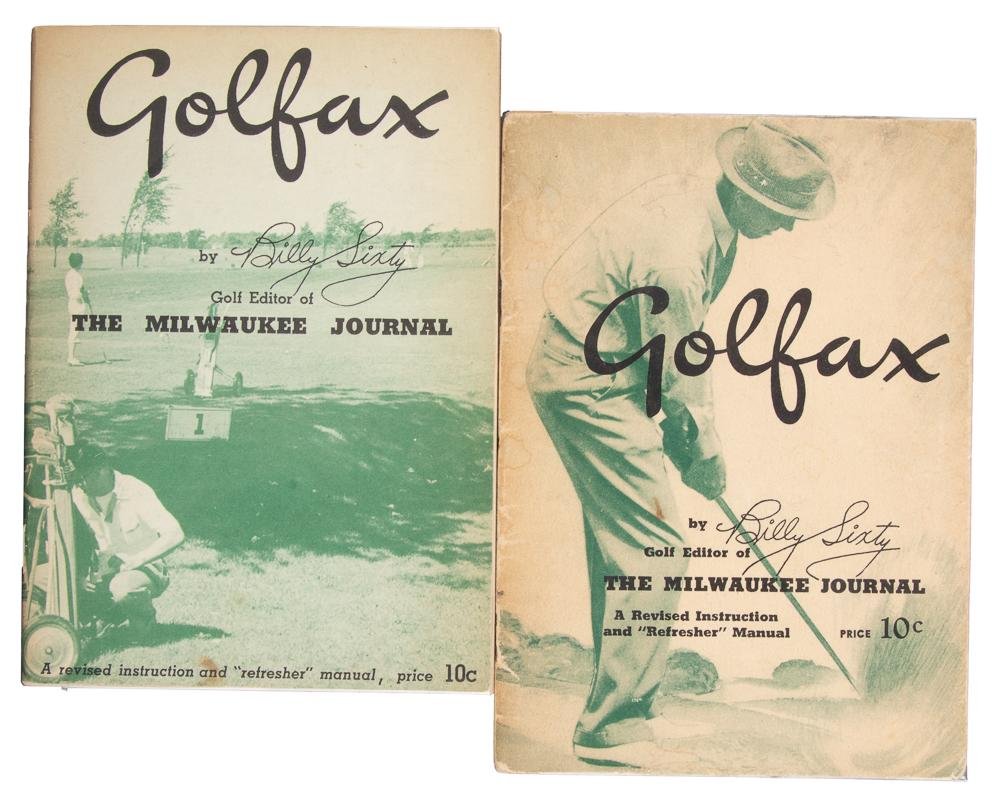 Golfax
by Billy Sixty
Golf Editor of
THE MILWAUKEE JOURNAL
1
A revised instruction and "refresher" manual, price 10c
Golfax
by Billy Sixty
Golf Editor of
THE MILWAUKEE JOURNAL
A Revised Instruction
and "Refresher" Manual PRICE 10c